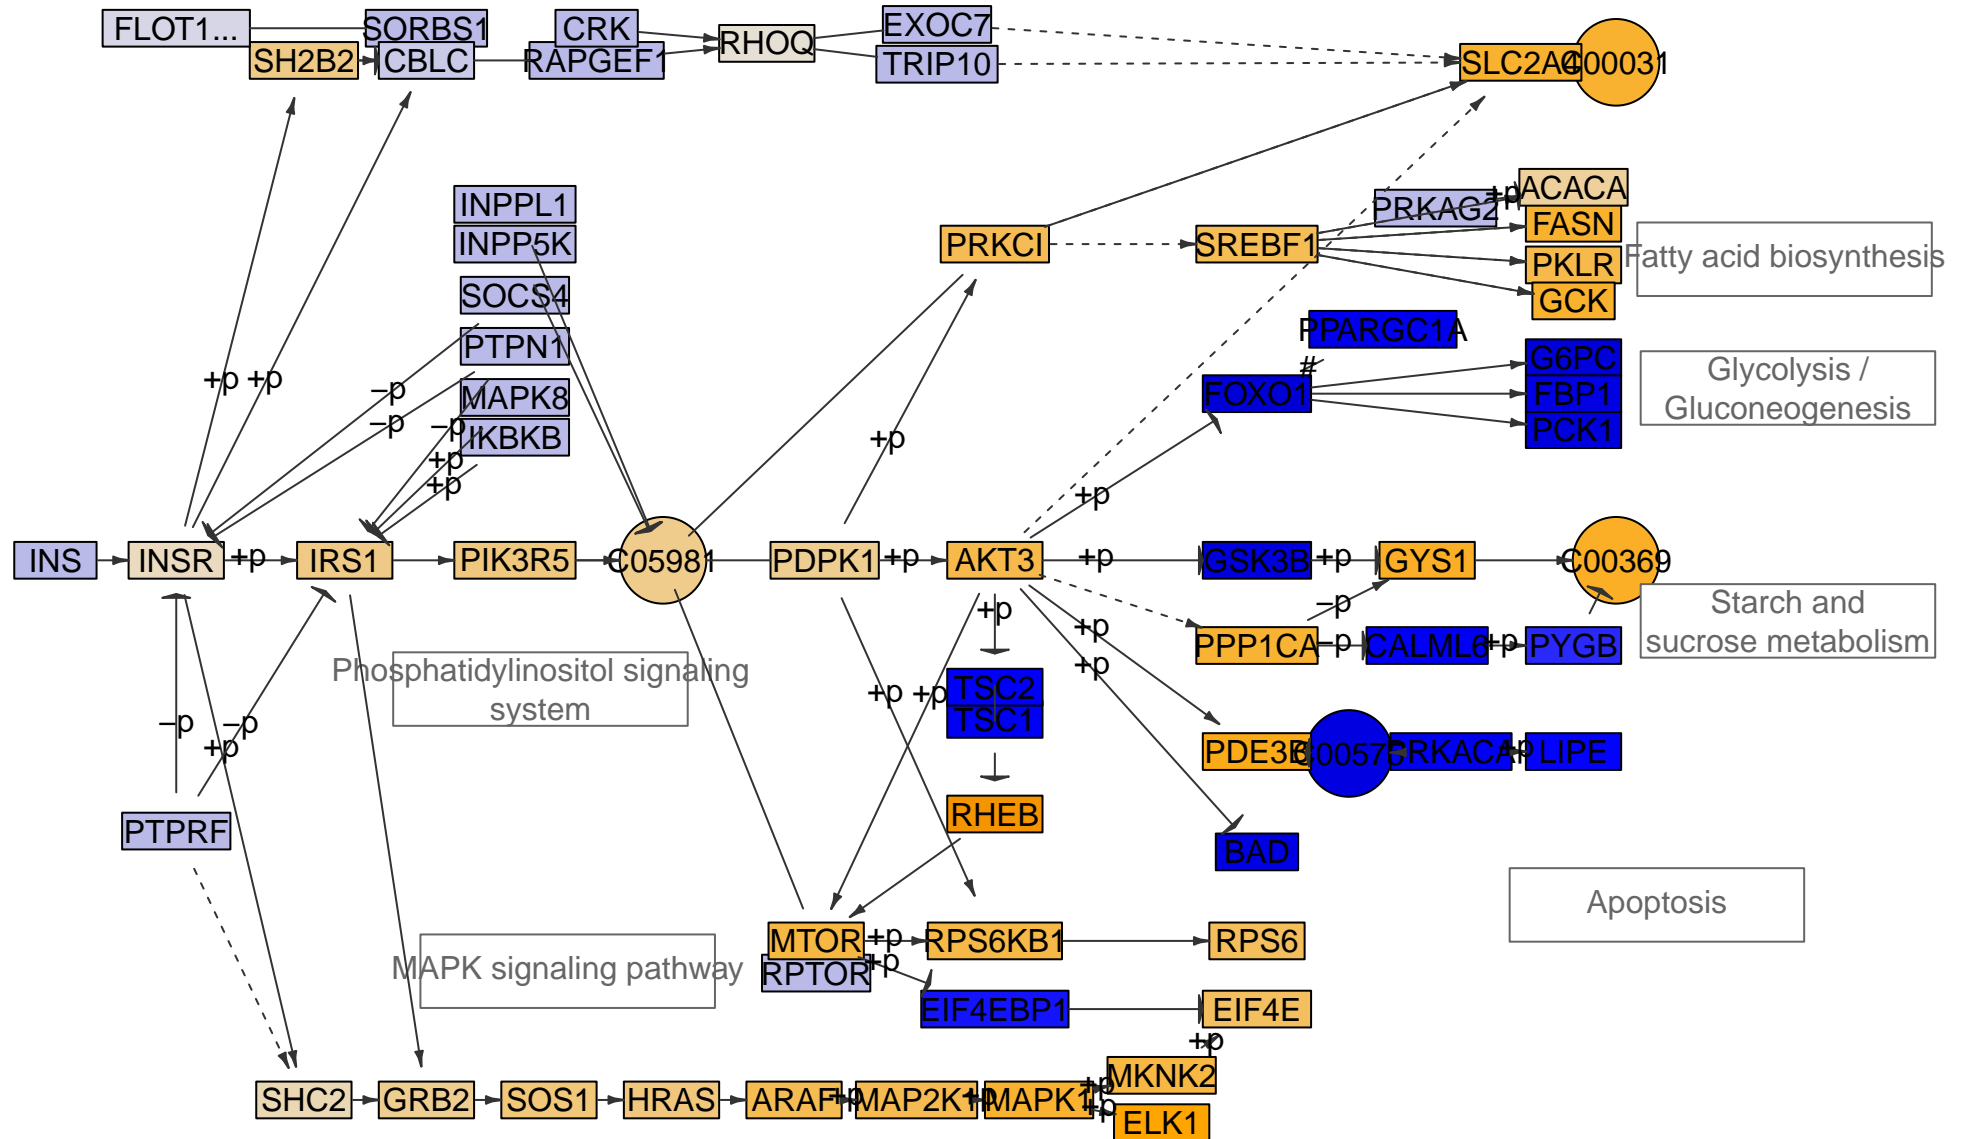 FLOT1...
SORBS1
CRK
EXOC7
SH2B2
CBLC
RAPGEF1
RHOQ
TRIP10
SLC2A4
C00031
INPPL1
INPP5K
SOCS4
PTPN1
MAPK8
IKBKB
PRKCI
SREBF1
PRKAG2
+p
ACACA
FASN
PKLR
GCK
Fatty acid biosynthesis
PPARGC1A
#
FOXO1
G6PC
FBP1
PCK1
Glycolysis /
Gluconeogenesis
+p
+p
−p
−p
−p
+p
+p
+p
+p
INS
INSR
+p
IRS1
PIK3R5
C05981
PDPK1
+p
AKT3
+p
GSK3B
+p
GYS1
C00369
+p
+p
−p
+p
PPP1CA
−p
CALML6
+p
PYGB
Starch and
sucrose metabolism
Phosphatidylinositol signaling
system
−p
+p
−p
+p
+p
TSC2
TSC1
PDE3B
C00575
PRKACA
+p
LIPE
PTPRF
RHEB
BAD
Apoptosis
MTOR
RPTOR
+p
+p
RPS6KB1
RPS6
MAPK signaling pathway
EIF4EBP1
EIF4E
+p
SHC2
GRB2
SOS1
HRAS
ARAF
+p
MAP2K1
+p
MAPK1
+p
+p
MKNK2
ELK1